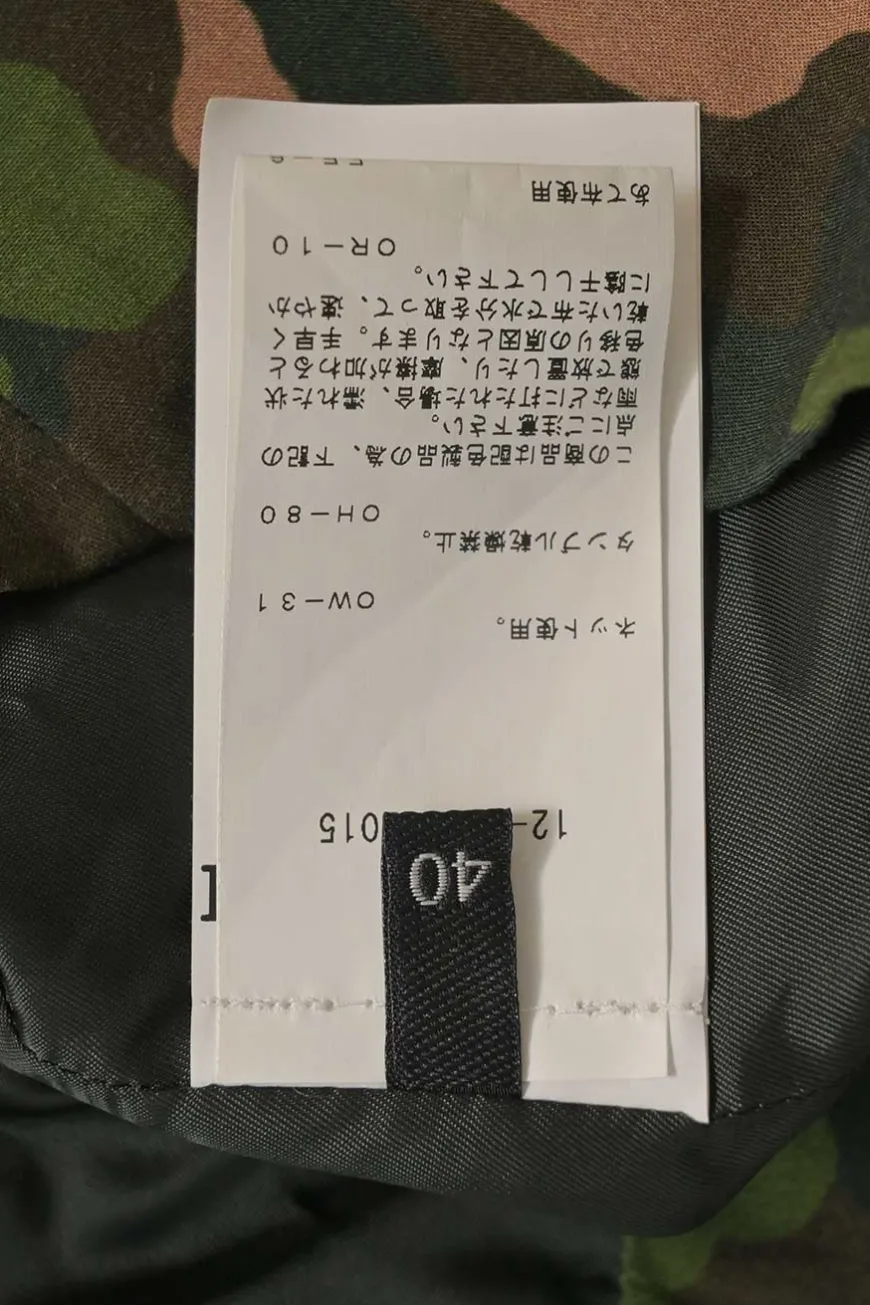 40
12- 015
ネット使用。
OW-31
タンブル乾燥禁止。
OH-80
この商品は配色製品の為、下記の
点にご注意下さい。
雨などに打たれた場合、濡れた状
態で放置したり、摩擦が加わると
色移りの原因となります。手早く
乾いた布で水分を取って、速やか
に陰干しして下さい。
OR-10
あて布使用